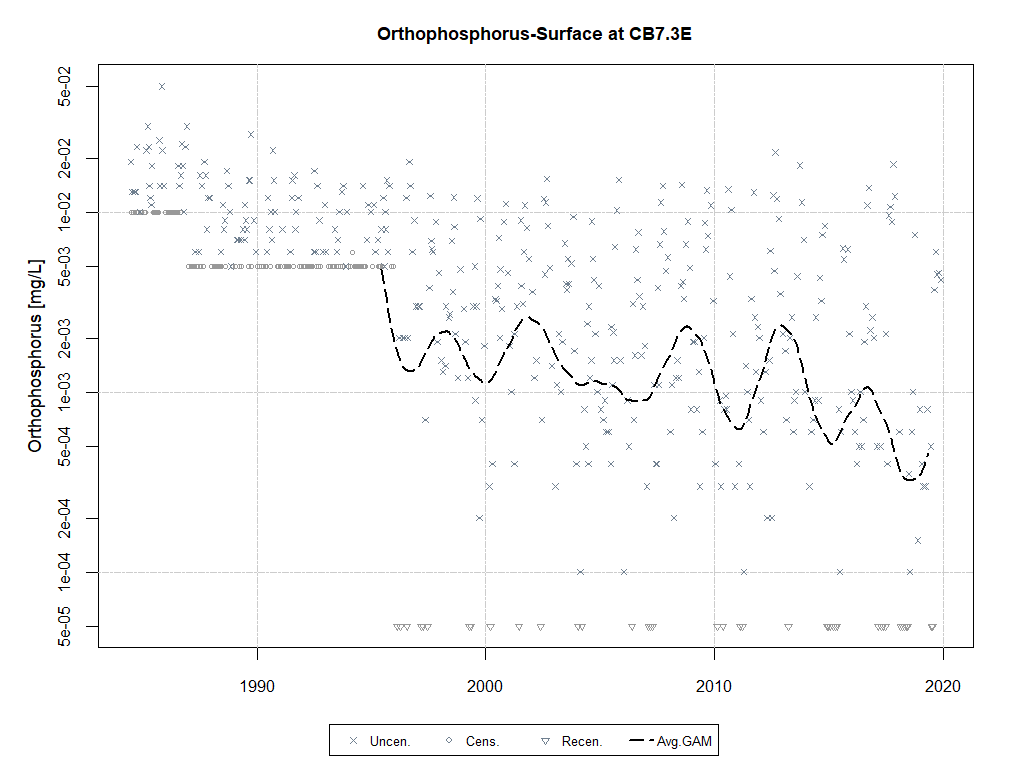 Orthophosphorus-Surface at CB7.3E
Orthophosphorus [mg/L]
5e-02
2e-02
1e-02
5e-03
2e-03
1e-03
5e-04
2e-04
1e-04
5e-05
1990 2000 2010 2020
Uncen. Cens. Recen. Avg.GAM